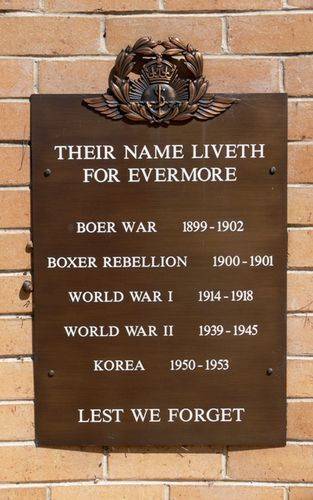 THEIR NAME LIVETH
FOR EVERMORE
BOER WAR 1899-1902
BOXER REBELLION 1900-1901
WORLD WAR I 1914-1918
WORLD WAR II 1939-1945
KOREA 1950-1953
LEST WE FORGET